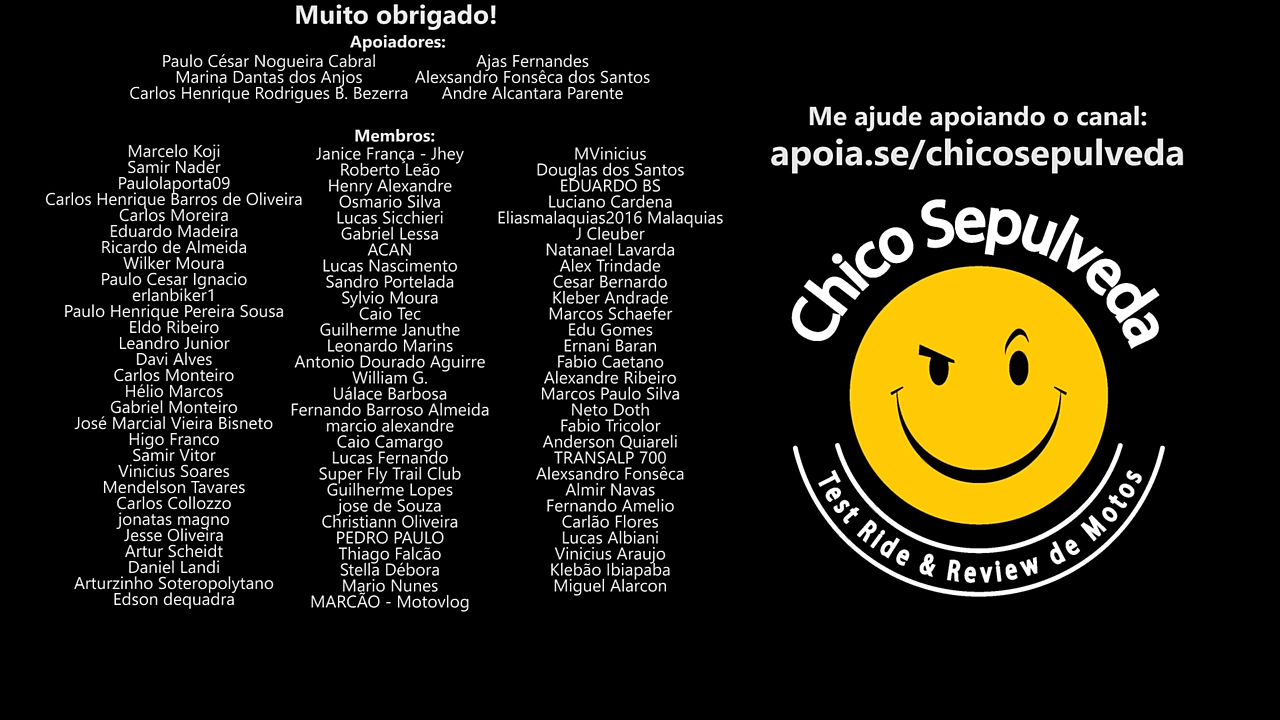 Muito obrigado!
Apoiadores:
Paulo César Nogueira Cabral
Marina Dantas dos Anjos
Carlos Henrique Rodrigues B. Bezerra
Ajas Fernandes
Alexsandro Fonsêca dos Santos
Andre Alcantara Parente
Membros:
Marcelo Koji
Samir Nader
Paulolaporta09
Carlos Henrique Barros de Oliveira
Carlos Moreira
Eduardo Madeira
Ricardo de Almeida
Wilker Moura
Paulo Cesar Ignacio
erlanbiker1
Paulo Henrique Pereira Sousa
Eldo Ribeiro
Leandro Junior
Davi Alves
Carlos Monteiro
Hélio Marcos
Gabriel Monteiro
José Marcial Vieira Bisneto
Higo Franco
Samir Vitor
Vinicius Soares
Mendelson Tavares
Carlos Collozzo
jonatas magno
Jesse Oliveira
Artur Scheidt
Daniel Landi
Arturzinho Soteropolytano
Edson dequadra
Janice França - Jhey
Roberto Leão
Henry Alexandre
Osmario Silva
Lucas Sicchieri
Gabriel Lessa
ACAN
Lucas Nascimento
Sandro Portelada
Sylvio Moura
Caio Tec
Guilherme Januthe
Leonardo Marins
Antonio Dourado Aguirre
William G.
Uálace Barbosa
Fernando Barroso Almeida
marcio alexandre
Caio Camargo
Lucas Fernando
Super Fly Trail Club
Guilherme Lopes
jose de Souza
Christiann Oliveira
PEDRO PAULO
Thiago Falcão
Stella Débora
Mario Nunes
MARCÃO - Motovlog
MVinicius
Douglas dos Santos
EDUARDO BS
Luciano Cardena
Eliasmalaquias2016 Malaquias
J Cleuber
Natanael Lavarda
Alex Trindade
Cesar Bernardo
Kleber Andrade
Marcos Schaefer
Edu Gomes
Ernani Baran
Fabio Caetano
Alexandre Ribeiro
Marcos Paulo Silva
Neto Doth
Fabio Tricolor
Anderson Quiareli
TRANSALP 700
Alexsandro Fonsêca
Almir Navas
Fernando Amelio
Carlão Flores
Lucas Albiani
Vinicius Araujo
Klebão Ibiapaba
Miguel Alarcon
Me ajude apoiando o canal:
apoia.se/chicosepulveda
Chico Sepulveda
Test Ride & Review de Motos